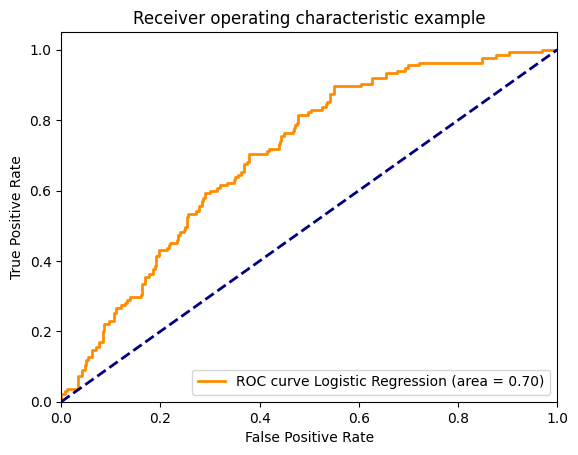 Receiver operating characteristic example
True Positive Rate
1.0
0.8
0.6
0.4
0.2
0.0
ROC curve Logistic Regression (area = 0.70)
0.0 0.2 0.4 0.6 0.8 1.0
False Positive Rate